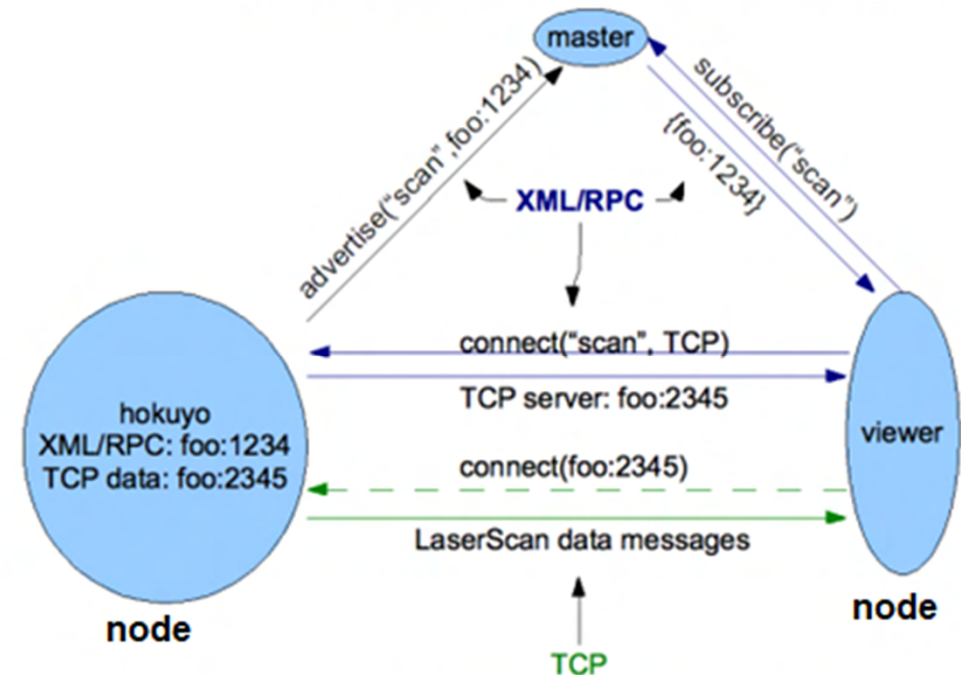 master
advertise("scan",foo:1234)
subscribe("scan")
{foo:1234}
XML/RPC
connect("scan", TCP)
TCP server: foo:2345
hokuyo
XML/RPC: foo:1234
TCP data: foo:2345
viewer
connect(foo:2345)
LaserScan data messages
node
node
TCP